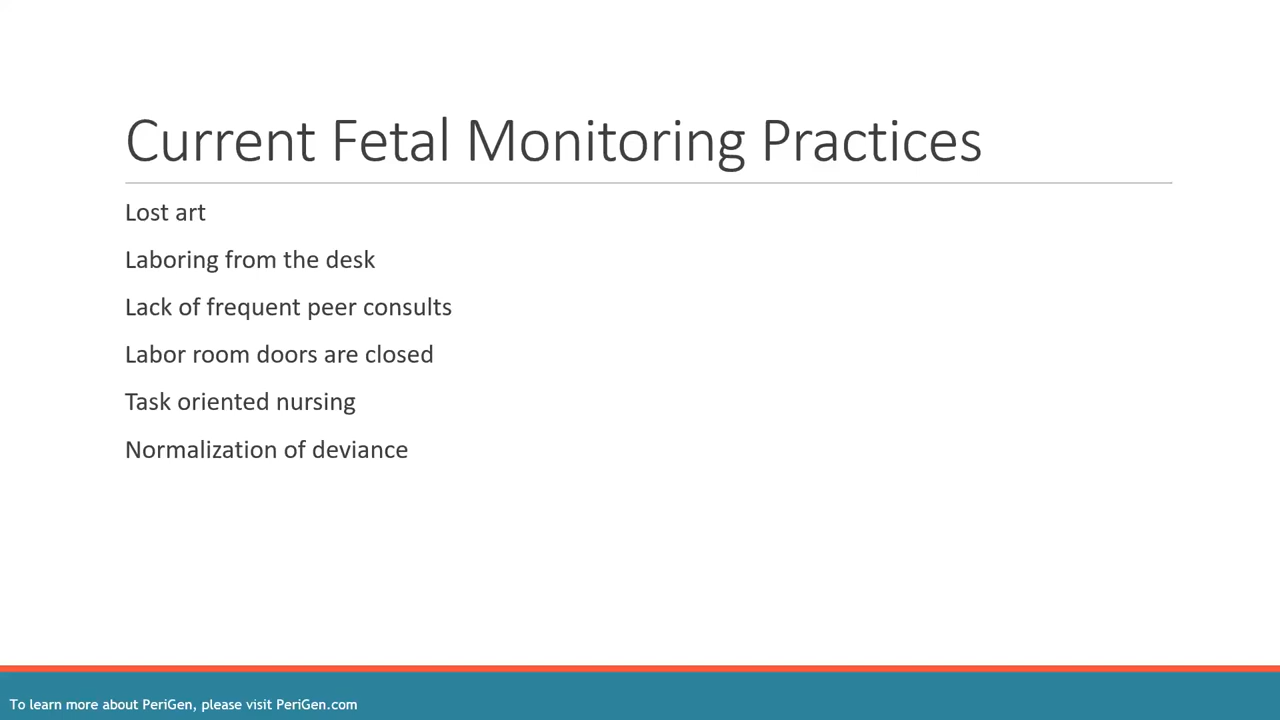 Current Fetal Monitoring Practices
Lost art
Laboring from the desk
Lack of frequent peer consults
Labor room doors are closed
Task oriented nursing
Normalization of deviance
To learn more about PeriGen, please visit PeriGen.com